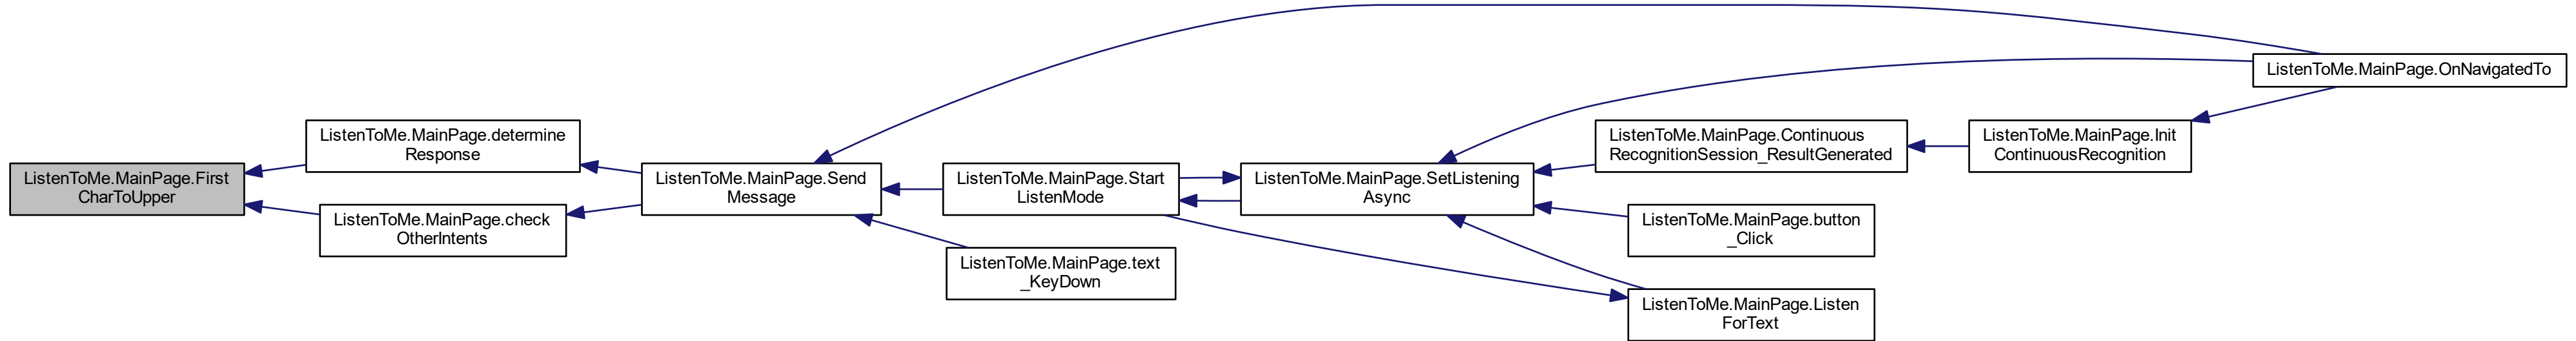 ListenToMe.MainPage.First
CharToUpper
ListenToMe.MainPage.determine
Response
ListenToMe.MainPage.check
OtherIntents
ListenToMe.MainPage.Send
Message
ListenToMe.MainPage.Start
ListenMode
ListenToMe.MainPage.text
_KeyDown
ListenToMe.MainPage.SetListening
Async
ListenToMe.MainPage.Continuous
RecognitionSession_ResultGenerated
ListenToMe.MainPage.button
_Click
ListenToMe.MainPage.Listen
ForText
ListenToMe.MainPage.Init
ContinuousRecognition
ListenToMe.MainPage.OnNavigatedTo